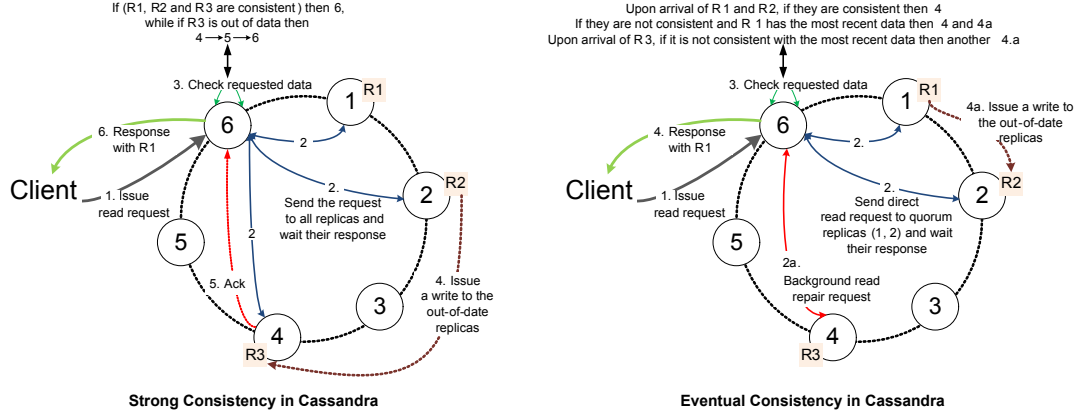 If (R1, R2 and R3 are consistent) then 6,
while if R3 is out of data then
4 → 5 → 6
3. Check requested data
1
R1
6
6. Response
with R1
2.
Client
1. Issue
read request
2.
2
R2
Send the request
to all replicas and
wait their response
5
2
5. Ack
4. Issue
a write to the
out-of-date
replicas
3
4
R3
Strong Consistency in Cassandra
Upon arrival of R1 and R2, if they are consistent then 4
If they are not consistent and R1 has the most recent data then 4 and 4a
Upon arrival of R3, if it is not consistent with the most recent data then another 4.a
3. Check requested data
1
R1
4a. Issue a write to
the out-of-date
replicas
6
4. Response
with R1
2.
Client
1. Issue
read request
2.
2
R2
Send direct
read request to quorum
replicas (1, 2) and wait
their response
5
2a.
Background read
repair request
3
4
R3
Eventual Consistency in Cassandra